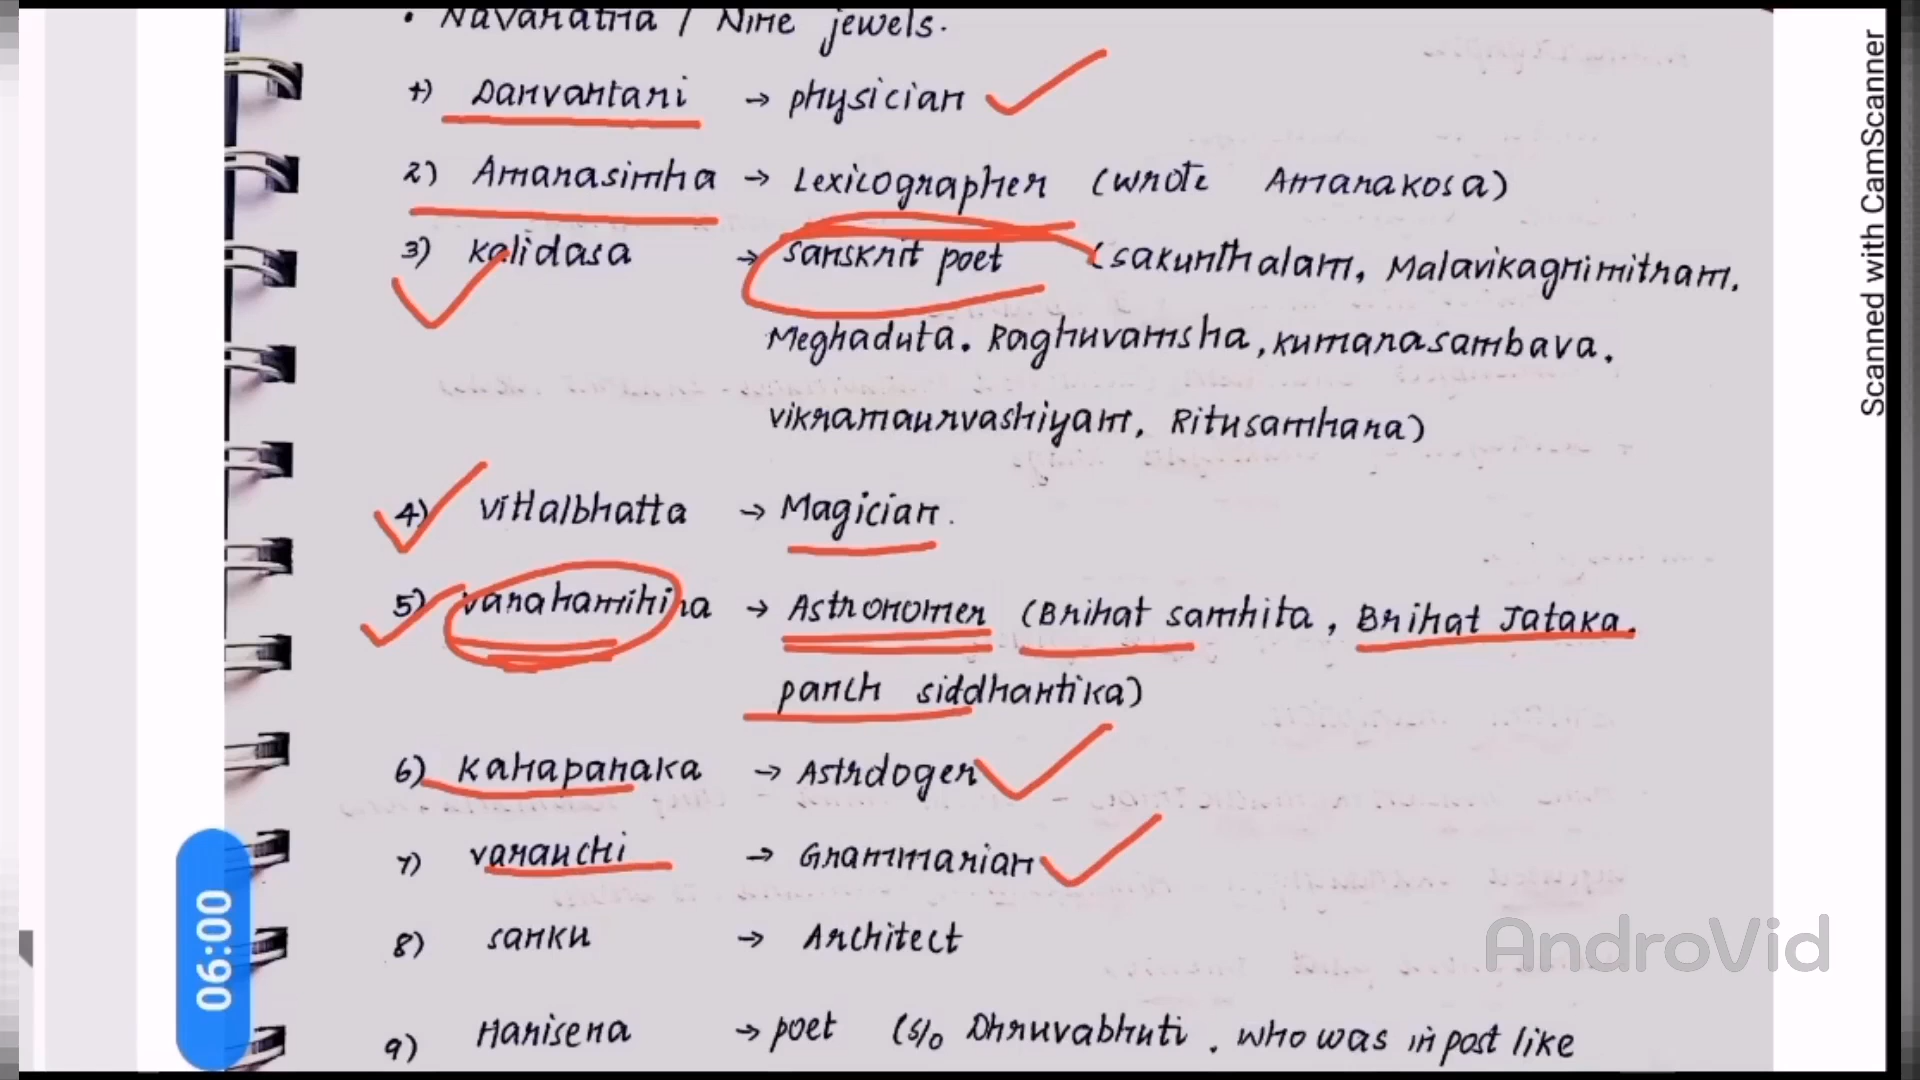 • Navaratna / Nine jewels.
1) Danvantari → physician
2) Amarasimha → Lexicographer (wrote Amarakosa)
3) Kalidasa → Sanskrit poet (sakunthalam, Malavikagnimitram.
Meghaduta. Raghuvamsha, kumarasambava.
vikramaurvashiyam, Ritusamhara)
4) Vittalbhatta → Magician.
5) varahamihira → Astronomer (Brihat samhita, Brihat Jataka.
panch siddhantika)
6) Kahapanaka → Astrologer
7) varauchi → Grammarian
8) sanku → Architect
9) Harisena → poet (s/o Dhruvabhuti. who was in post like
06:00
AndroVid
Scanned with CamScanner